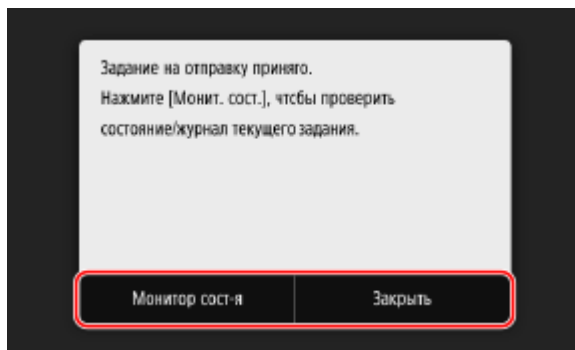 Задание на отправку принято.
Нажмите [Монит. сост.], чтобы проверить
состояние/журнал текущего задания.
Монитор сост-я
Закрыть